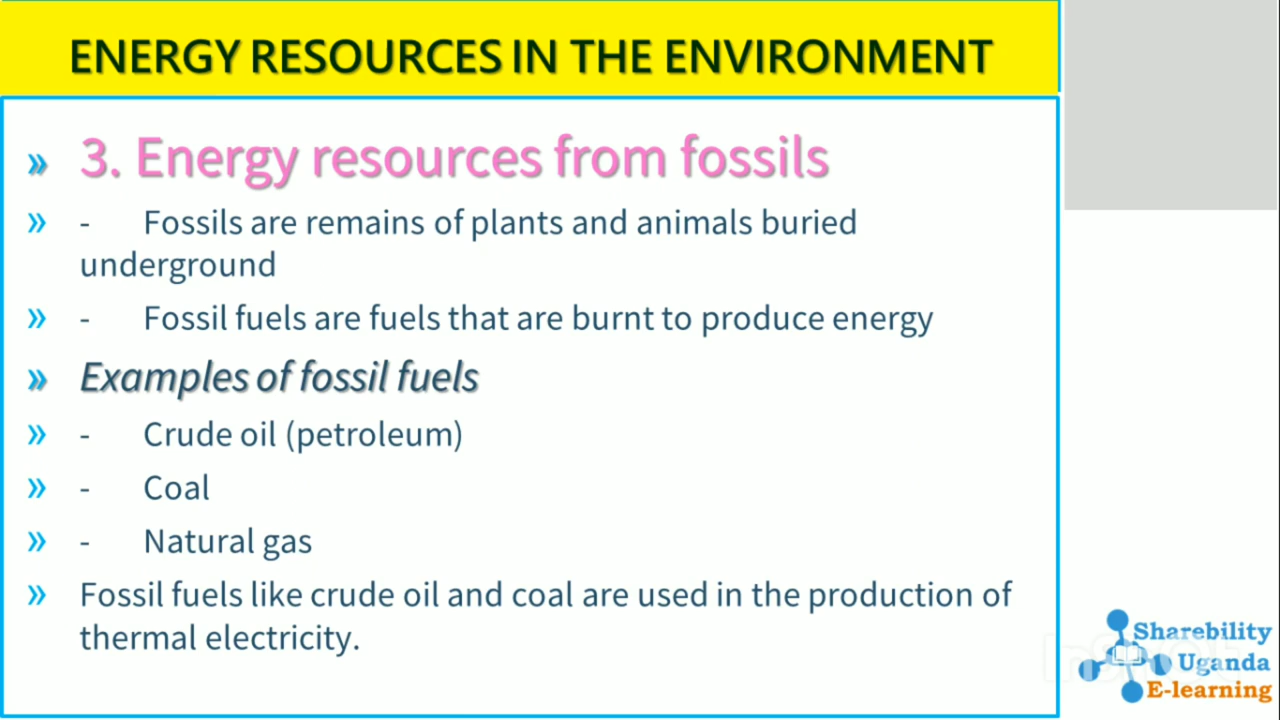 ENERGY RESOURCES IN THE ENVIRONMENT
» 3. Energy resources from fossils
» - Fossils are remains of plants and animals buried
underground
» - Fossil fuels are fuels that are burnt to produce energy
» Examples of fossil fuels
» - Crude oil (petroleum)
» - Coal
» - Natural gas
» Fossil fuels like crude oil and coal are used in the production of
thermal electricity.
Sharebility
Uganda
E-learning